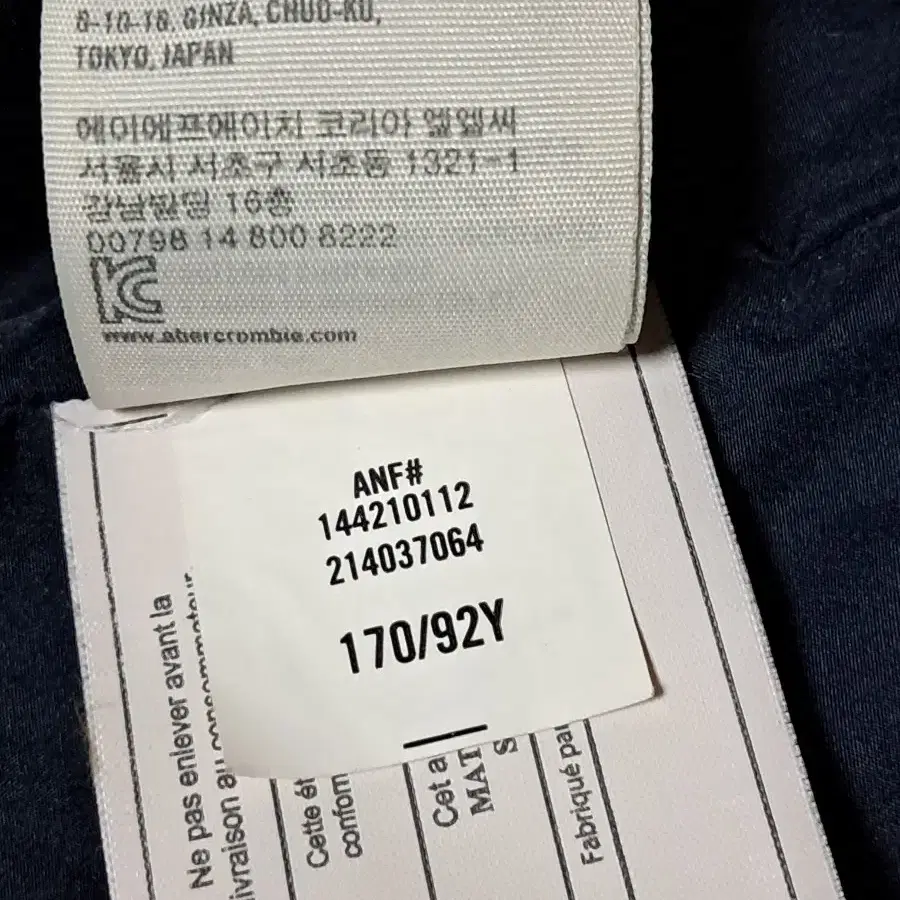 6-10-16, GINZA, CHUO-KU,
TOKYO, JAPAN
에이에프에이치 코리아 엘엘씨
서울시 서초구 서초동 1321-1
강남빌딩 16층
00798 14 800 8222
www.abercrombie.com
ANF#
144210112
214037064
170/92Y
Ne pas enlever avant la
livraison au consommateur.
Cette ét
conform
Cet a
MAT
S
Fabriqué par